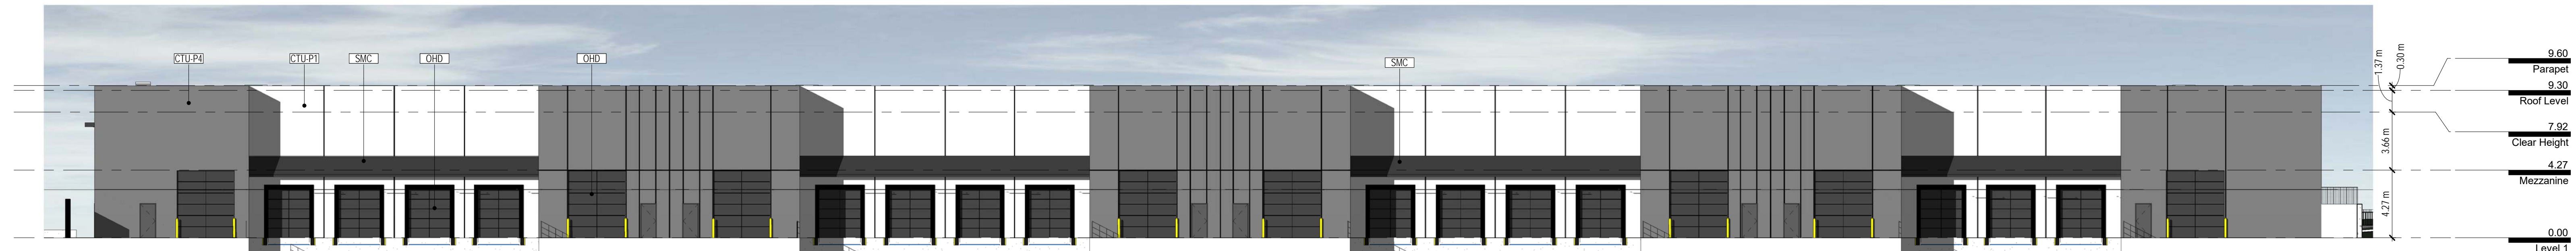 CTU-P4
CTU-P1
SMC
OHD
OHD
SMC
1.37 m
0.30 m
9.60
Parapet
9.30
Roof Level
7.92
Clear Height
3.66 m
4.27
Mezzanine
4.27 m
0.00
Level 1